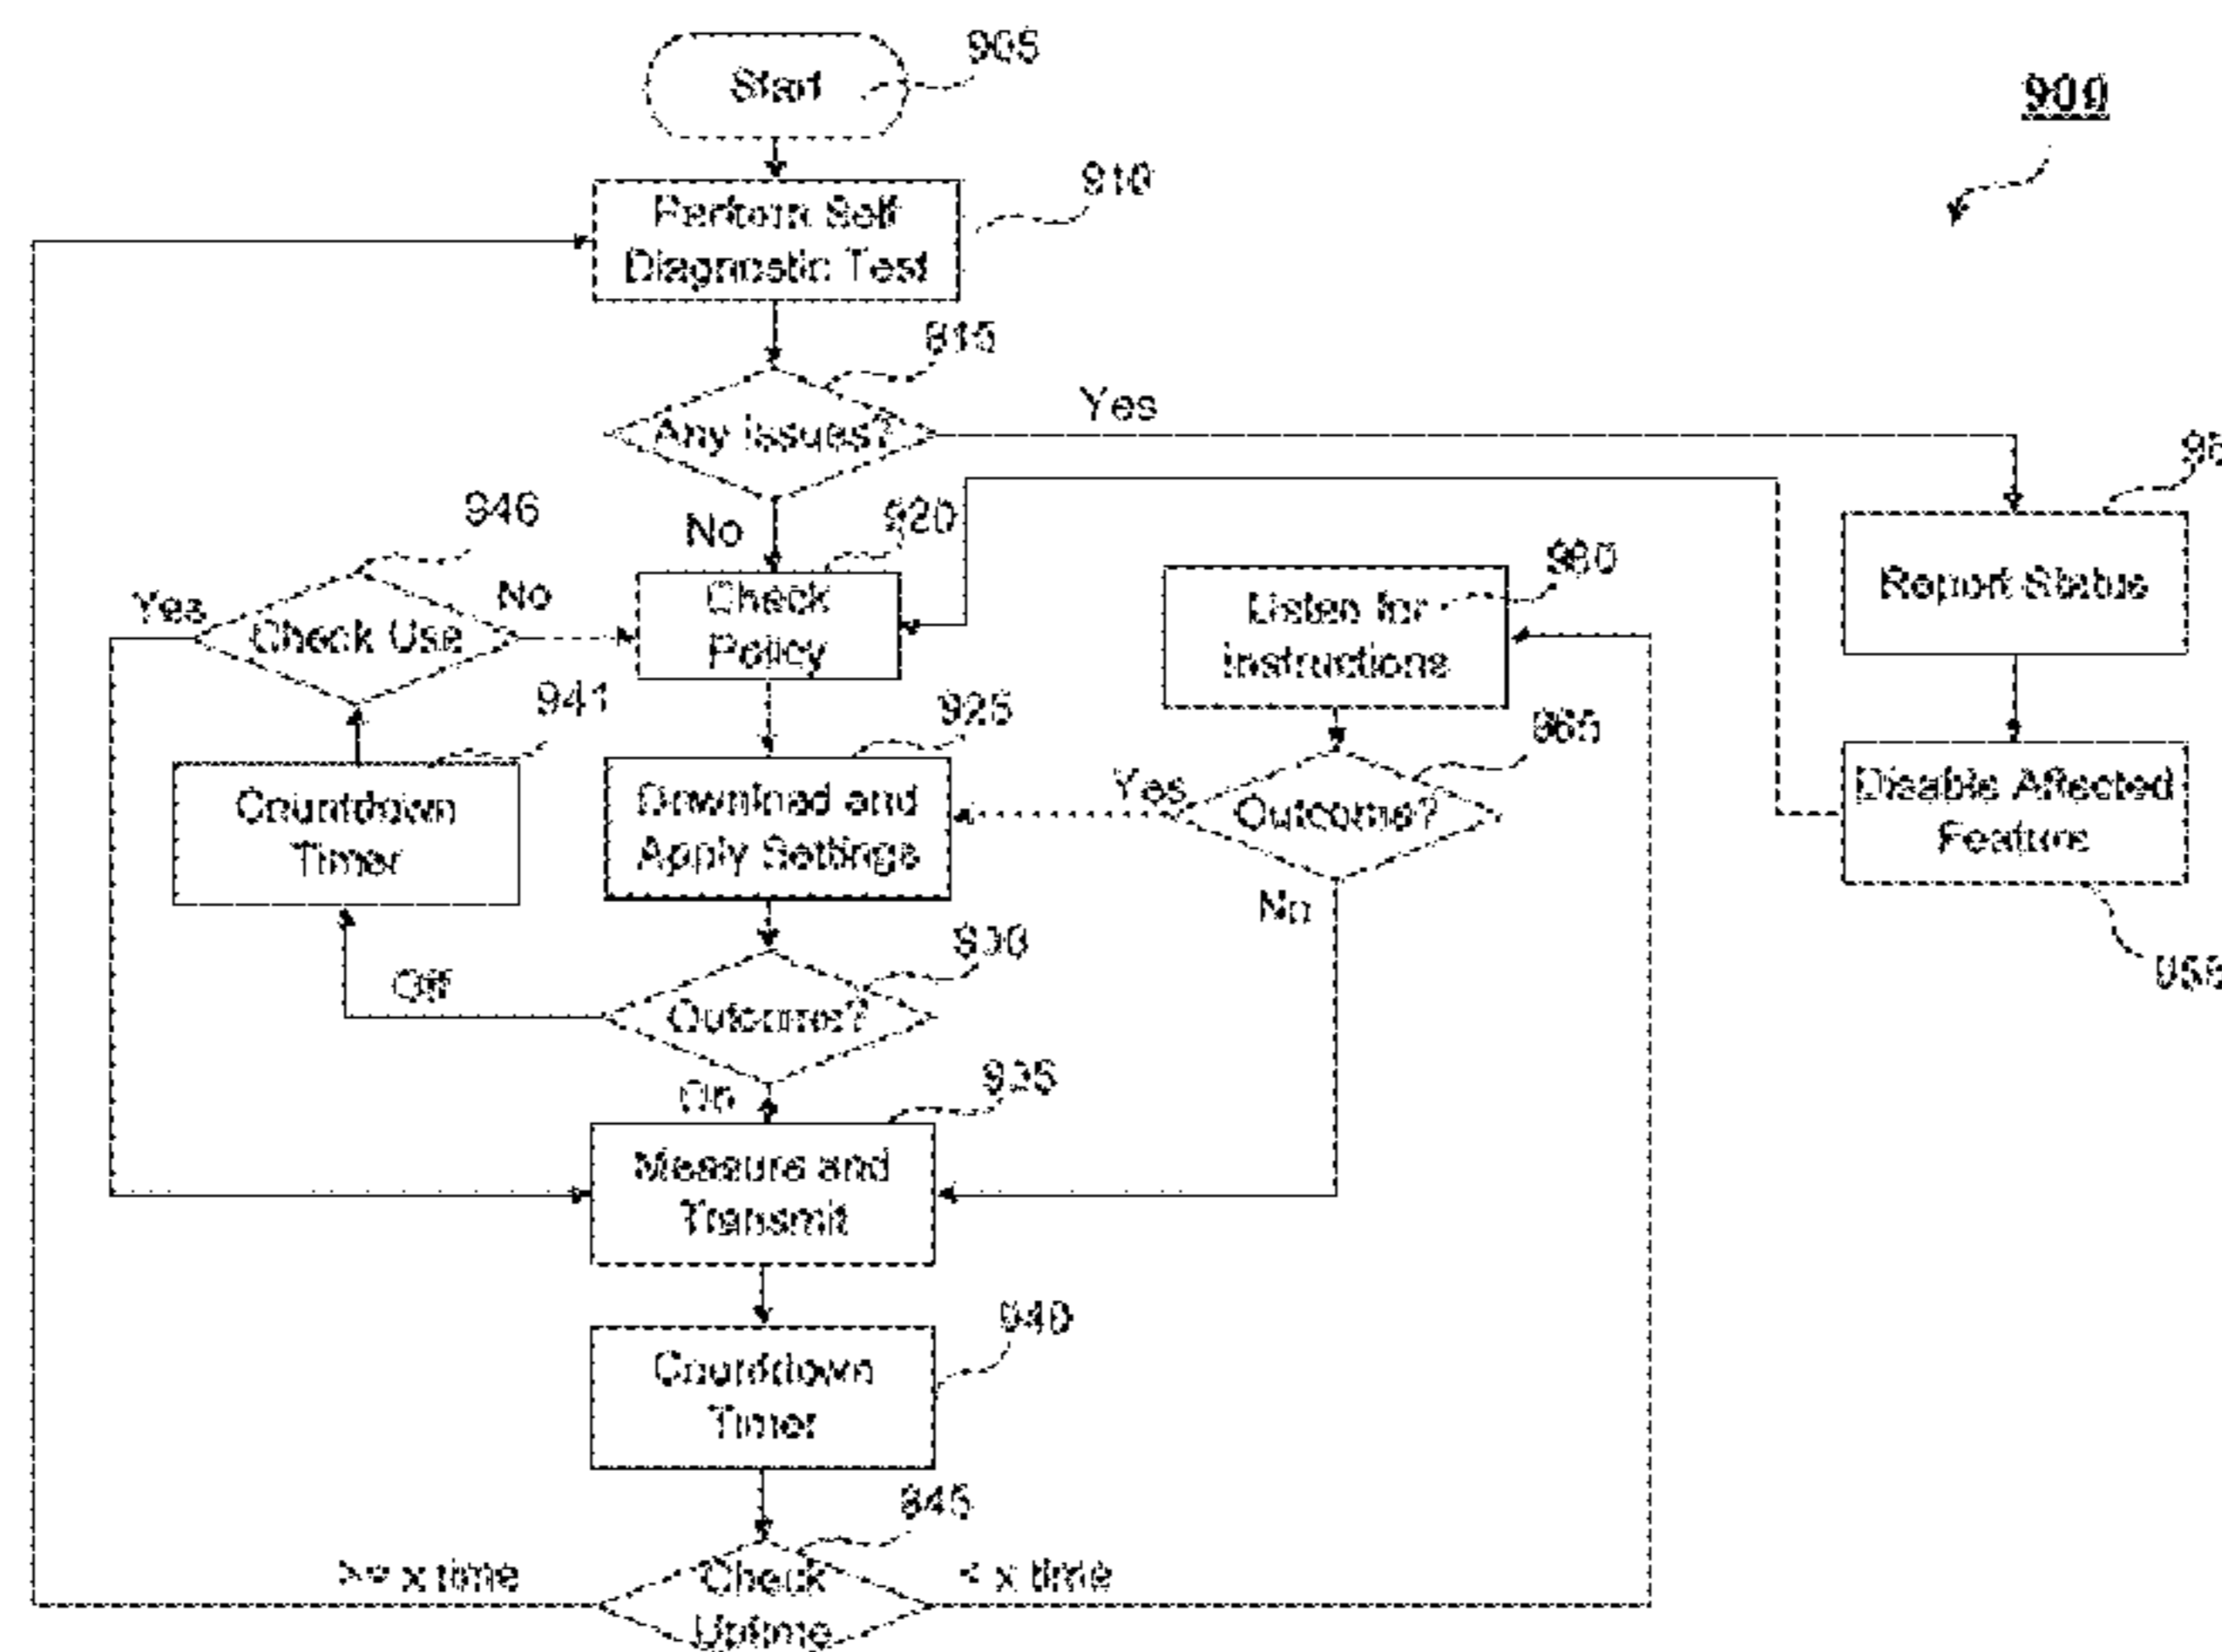 Start
905
900
Perform Self
Diagnostic Test
910
Any issues?
915
Yes
No
920
946
Check Use
Yes
No
Check
Policy
Listen for
Instructions
960
Report Status
941
Countdown
Timer
925
Download and
Apply Settings
Yes
Outcome?
965
No
Disable Affected
Feature
Off
Outcome?
930
On
935
Measure and
Transmit
940
Countdown
Timer
945
>= x time
Check
Uptime
< x time